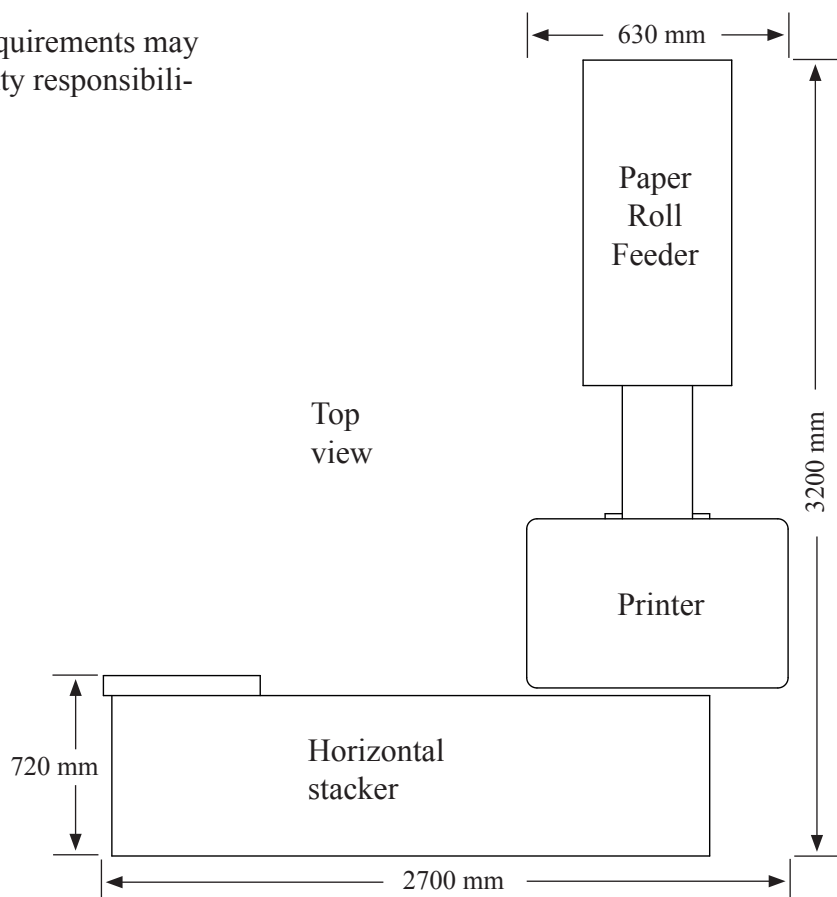 quirements may
ty responsibili-
630 mm
Paper
Roll
Feeder
Top
view
3200 mm
Printer
Horizontal
stacker
720 mm
2700 mm